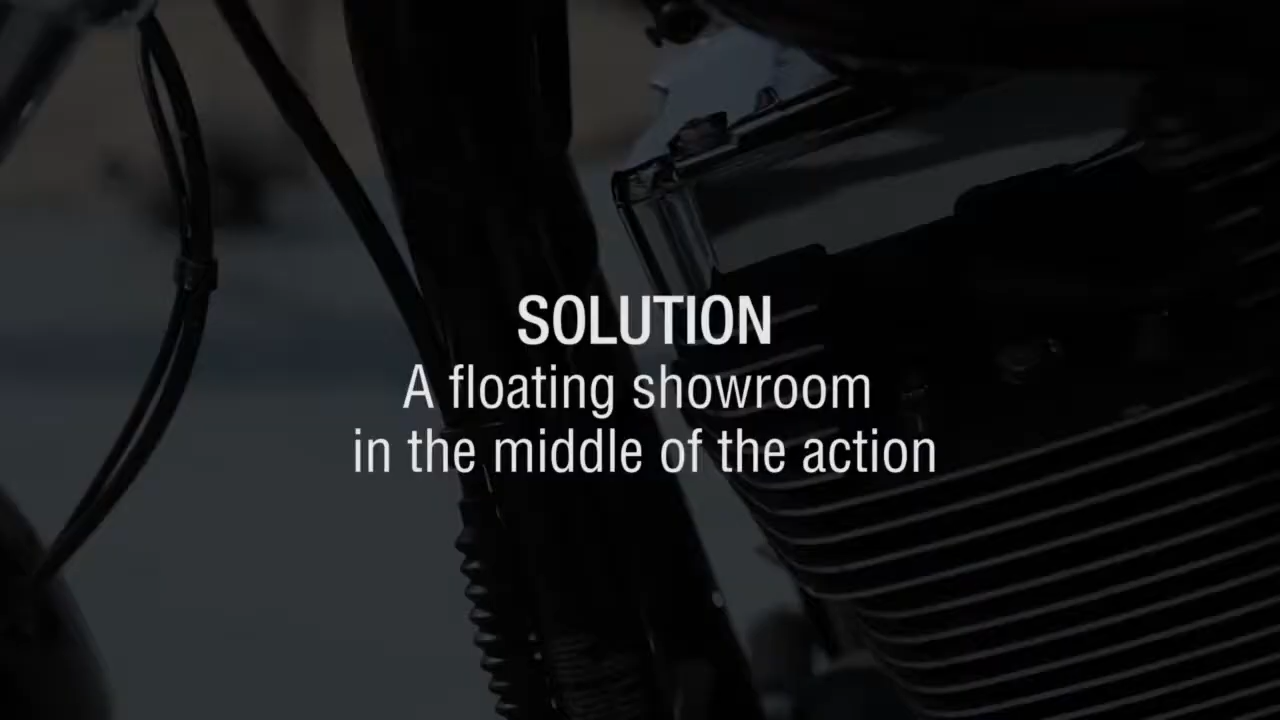 SOLUTION
A floating showroom
in the middle of the action